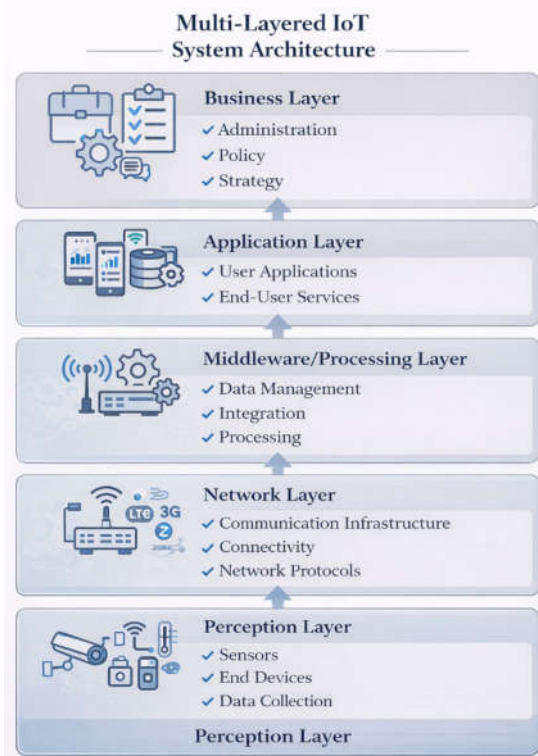 Multi-Layered IoT
System Architecture
Business Layer
✓ Administration
✓ Policy
✓ Strategy
Application Layer
✓ User Applications
✓ End-User Services
Middleware/Processing Layer
✓ Data Management
✓ Integration
✓ Processing
Network Layer
LTE 3G
Z
✓ Communication Infrastructure
✓ Connectivity
✓ Network Protocols
Perception Layer
✓ Sensors
✓ End Devices
✓ Data Collection
Perception Layer